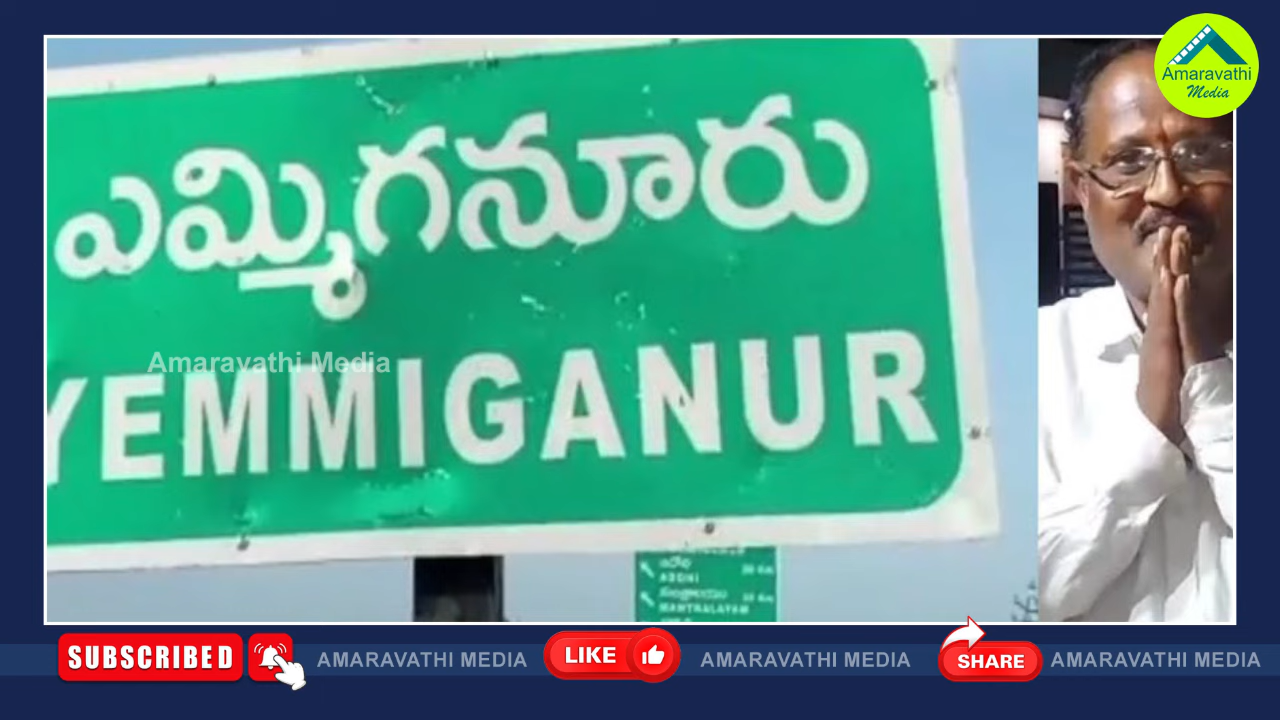 Amaravathi
Media
ఎమ్మిగనూరు
Amaravathi Media
YEMMIGANUR
ADONI
MANTRALAYAM
SUBSCRIBED
AMARAVATHI MEDIA
LIKE
AMARAVATHI MEDIA
SHARE
AMARAVATHI MEDIA